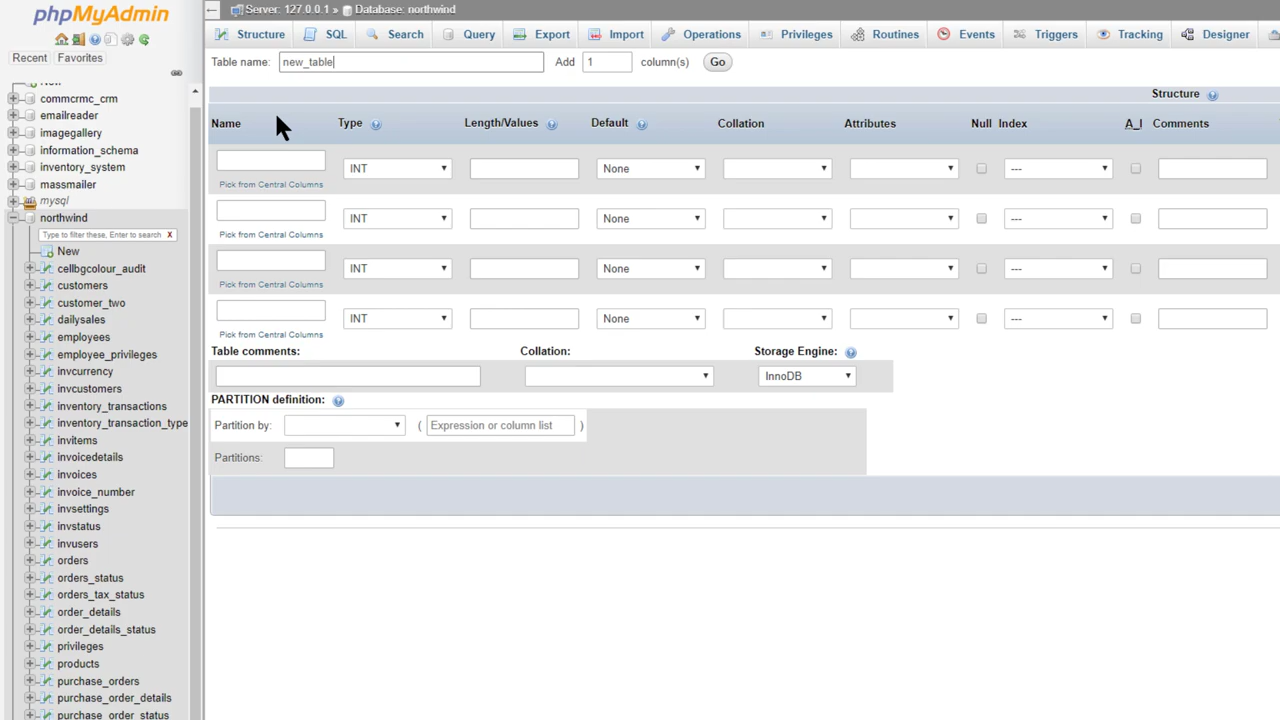 phpMyAdmin
Recent Favorites
commcrmc_crm
emailreader
imagegallery
information_schema
inventory_system
massmailer
mysql
northwind
Type to filter these, Enter to search X
New
cellbgcolour_audit
customers
customer_two
dailysales
employees
employee_privileges
invcurrency
invcustomers
inventory_transactions
inventory_transaction_type
invitems
invoicedetails
invoices
invoice_number
invsettings
invstatus
invusers
orders
orders_status
orders_tax_status
order_details
order_details_status
privileges
products
purchase_orders
purchase_order_details
purchase_order_status
Server: 127.0.0.1 » Database: northwind
Structure SQL Search Query Export Import Operations Privileges Routines Events Triggers Tracking Designer
Table name: new_table Add 1 column(s) Go
Structure
Name Type Length/Values Default Collation Attributes Null Index A_I Comments
INT None ---
Pick from Central Columns
INT None ---
Pick from Central Columns
INT None ---
Pick from Central Columns
INT None ---
Pick from Central Columns
Table comments: Collation: Storage Engine:
InnoDB
PARTITION definition:
Partition by: ( Expression or column list )
Partitions: